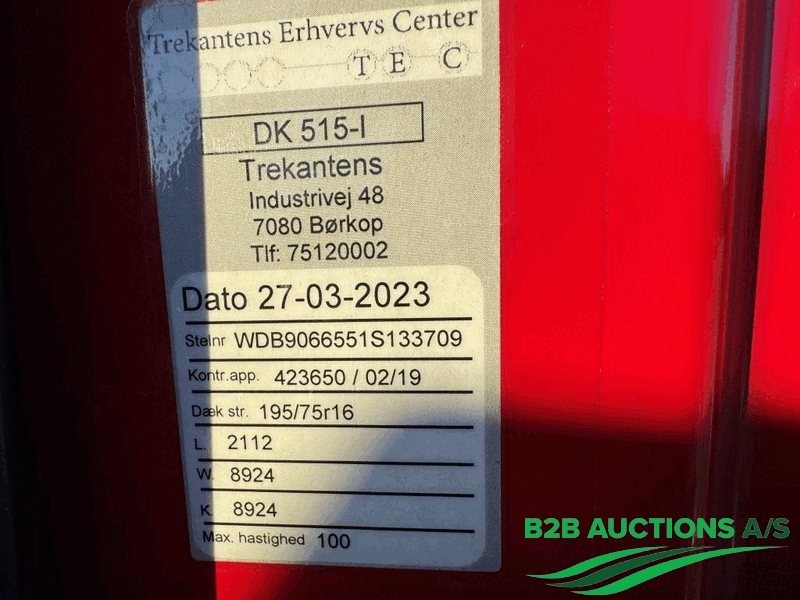 Trekantens Erhvervs Center
T E C
DK 515-I
Trekantens
Industrivej 48
7080 Børkop
Tlf: 75120002
Dato 27-03-2023
Stelnr WDB9066551S133709
Kontr.app. 423650 / 02/19
Dæk str. 195/75r16
L. 2112
W. 8924
K. 8924
Max. hastighed 100
B2B AUCTIONS A/S